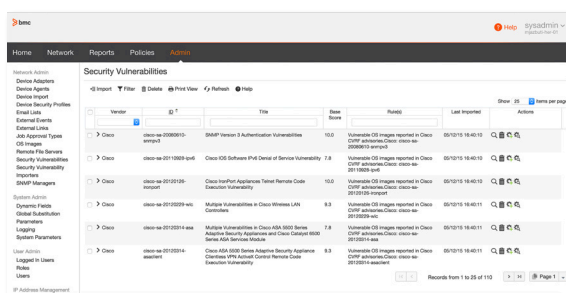 bmc
Help sysadmin
Home Network Reports Policies Admin
Network Admin
Device Adapters
Device Agents
Device Import
Device Security Profiles
Email Lists
External Events
External Links
Job Approval Types
OS Images
Remote File Servers
Security Vulnerabilities
Security Vulnerability
Importers
SNMP Managers
System Admin
Dynamic Fields
Global Substitution
Parameters
Logging
System Parameters
User Admin
Logged In Users
Roles
Users
IP Address Management
Security Vulnerabilities
Import Filter Delete Print View Refresh Help
Show 25 items per page
Vendor ID Title Base Score Rule(s) Last Imported Actions
Cisco cisco-sa-20080610-snmpv3 SNMP Version 3 Authentication Vulnerabilities 10.0 Vulnerable OS images reported in Cisco CVRF advisories.Cisco: cisco-sa-20080610-snmpv3 05/12/15 16:40:10
Cisco cisco-sa-20110928-ipv6 Cisco IOS Software IPv6 Denial of Service Vulnerability 7.8 Vulnerable OS images reported in Cisco CVRF advisories.Cisco: cisco-sa-20110928-ipv6 05/12/15 16:40:10
Cisco cisco-sa-20120126-ironport Cisco IronPort Appliances Telnet Remote Code Execution Vulnerability 10.0 Vulnerable OS images reported in Cisco CVRF advisories.Cisco: cisco-sa-20120126-ironport 05/12/15 16:40:10
Cisco cisco-sa-20120229-wlc Multiple Vulnerabilities in Cisco Wireless LAN Controllers 9.3 Vulnerable OS images reported in Cisco CVRF advisories.Cisco: cisco-sa-20120229-wlc 05/12/15 16:40:11
Cisco cisco-sa-20120314-asa Multiple Vulnerabilities in Cisco ASA 5500 Series Adaptive Security Appliances and Cisco Catalyst 6500 Series ASA Services Module 7.8 Vulnerable OS images reported in Cisco CVRF advisories.Cisco: cisco-sa-20120314-asa 05/12/15 16:40:11
Cisco cisco-sa-20120314-asaclient Cisco ASA 5500 Series Adaptive Security Appliance Clientless VPN ActiveX Control Remote Code Execution Vulnerability 9.3 Vulnerable OS images reported in Cisco CVRF advisories.Cisco: cisco-sa-20120314-asaclient 05/12/15 16:40:11
Records from 1 to 25 of 110 Page 1